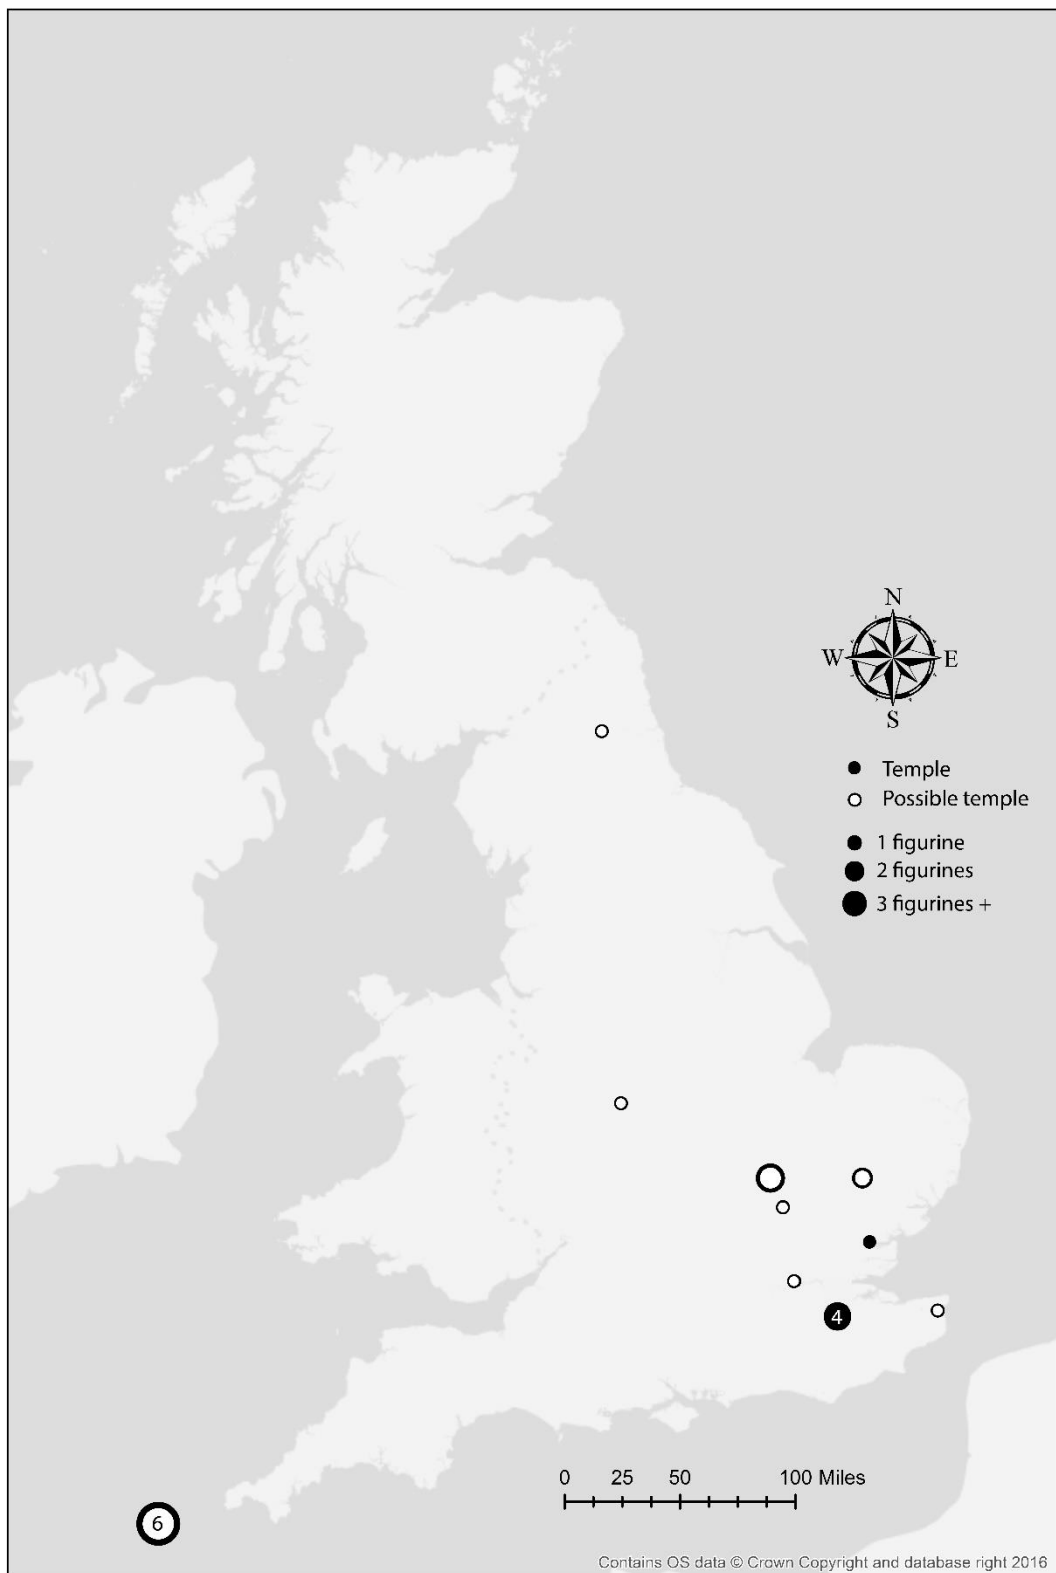 N
W E
S
Temple
Possible temple
1 figurine
2 figurines
3 figurines +
4
0 25 50 100 Miles
6
Contains OS data © Crown Copyright and database right 2016